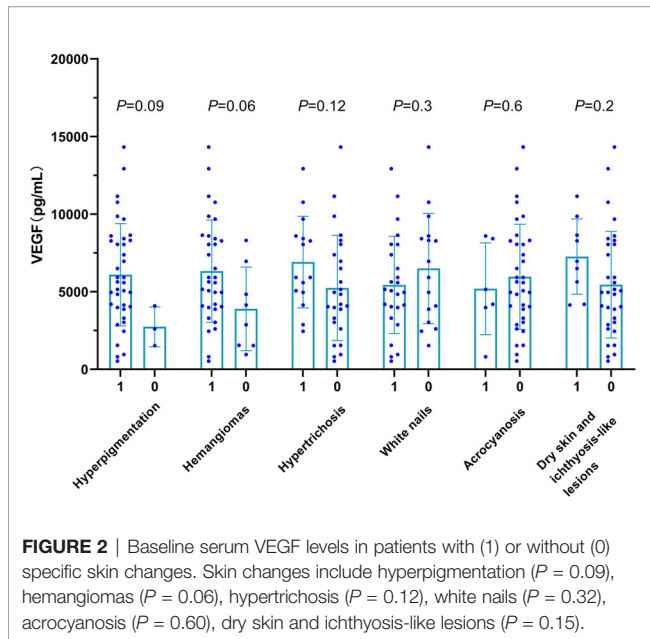 20000
15000
10000
5000
0
VEGF(pg/mL)
P=0.09
P=0.06
P=0.12
P=0.3
P=0.6
P=0.2
1 0 1 0 1 0 1 0 1 0 1 0
Hyperpigmentation
Hemangiomas
Hypertrichosis
White nails
Acrocyanosis
Dry skin and
ichthyosis-like
lesions
FIGURE 2 | Baseline serum VEGF levels in patients with (1) or without (0)
specific skin changes. Skin changes include hyperpigmentation (P = 0.09),
hemangiomas (P = 0.06), hypertrichosis (P = 0.12), white nails (P = 0.32),
acrocyanosis (P = 0.60), dry skin and ichthyosis-like lesions (P = 0.15).